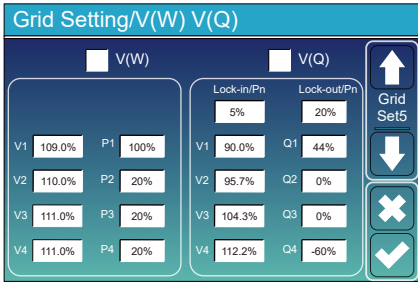 Grid Setting/V(W) V(Q)
V(W)
V(Q)
Lock-in/Pn Lock-out/Pn
5% 20%
V1 109.0% P1 100%
V2 110.0% P2 20%
V3 111.0% P3 20%
V4 111.0% P4 20%
V1 90.0% Q1 44%
V2 95.7% Q2 0%
V3 104.3% Q3 0%
V4 112.2% Q4 -60%
Grid
Set5